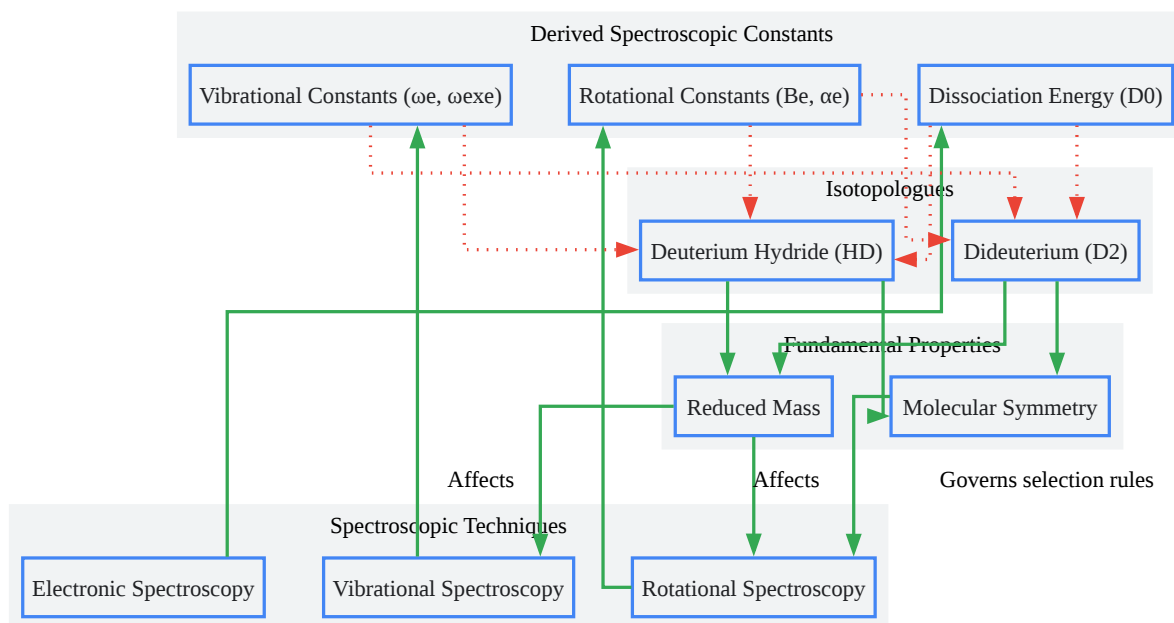 Derived Spectroscopic Constants
Vibrational Constants (ωe, ωexe)
Rotational Constants (Be, αe)
Dissociation Energy (D0)
Isotopologues
Deuterium Hydride (HD)
Dideuterium (D2)
Fundamental Properties
Reduced Mass
Molecular Symmetry
Affects
Affects
Governs selection rules
Spectroscopic Techniques
Electronic Spectroscopy
Vibrational Spectroscopy
Rotational Spectroscopy